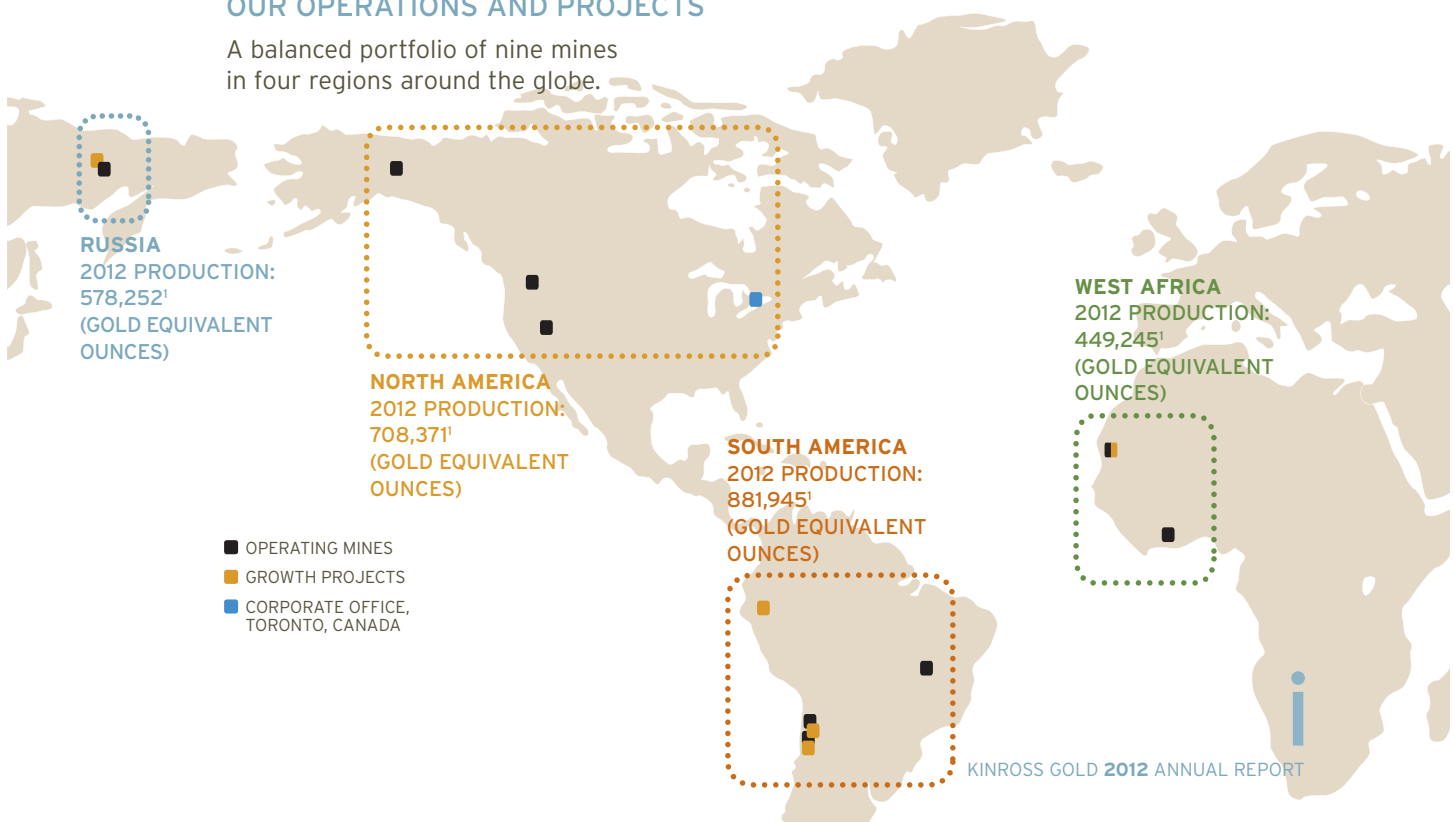 OUR OPERATIONS AND PROJECTS
A balanced portfolio of nine mines
in four regions around the globe.
RUSSIA
2012 PRODUCTION:
578,252¹
(GOLD EQUIVALENT
OUNCES)
NORTH AMERICA
2012 PRODUCTION:
708,371¹
(GOLD EQUIVALENT
OUNCES)
WEST AFRICA
2012 PRODUCTION:
449,245¹
(GOLD EQUIVALENT
OUNCES)
SOUTH AMERICA
2012 PRODUCTION:
881,945¹
(GOLD EQUIVALENT
OUNCES)
OPERATING MINES
GROWTH PROJECTS
CORPORATE OFFICE,
TORONTO, CANADA
i
KINROSS GOLD 2012 ANNUAL REPORT